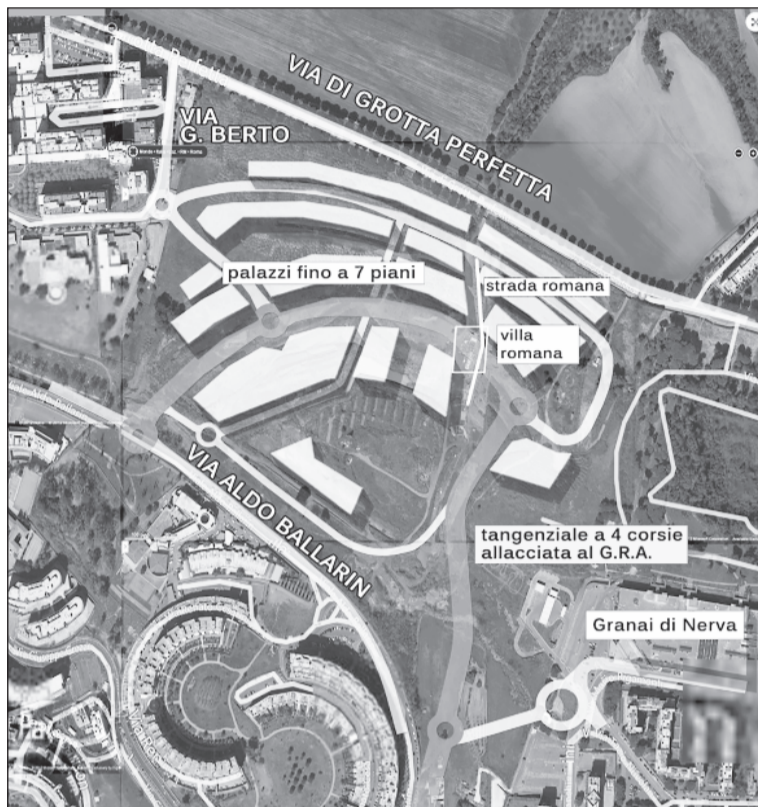 VIA DI GROTTA PERFETTA
VIA
G. BERTO
palazzi fino a 7 piani
strada romana
villa
romana
VIA ALDO BALLARIN
tangenziale a 4 corsie
allacciata al G.R.A.
Granai di Nerva